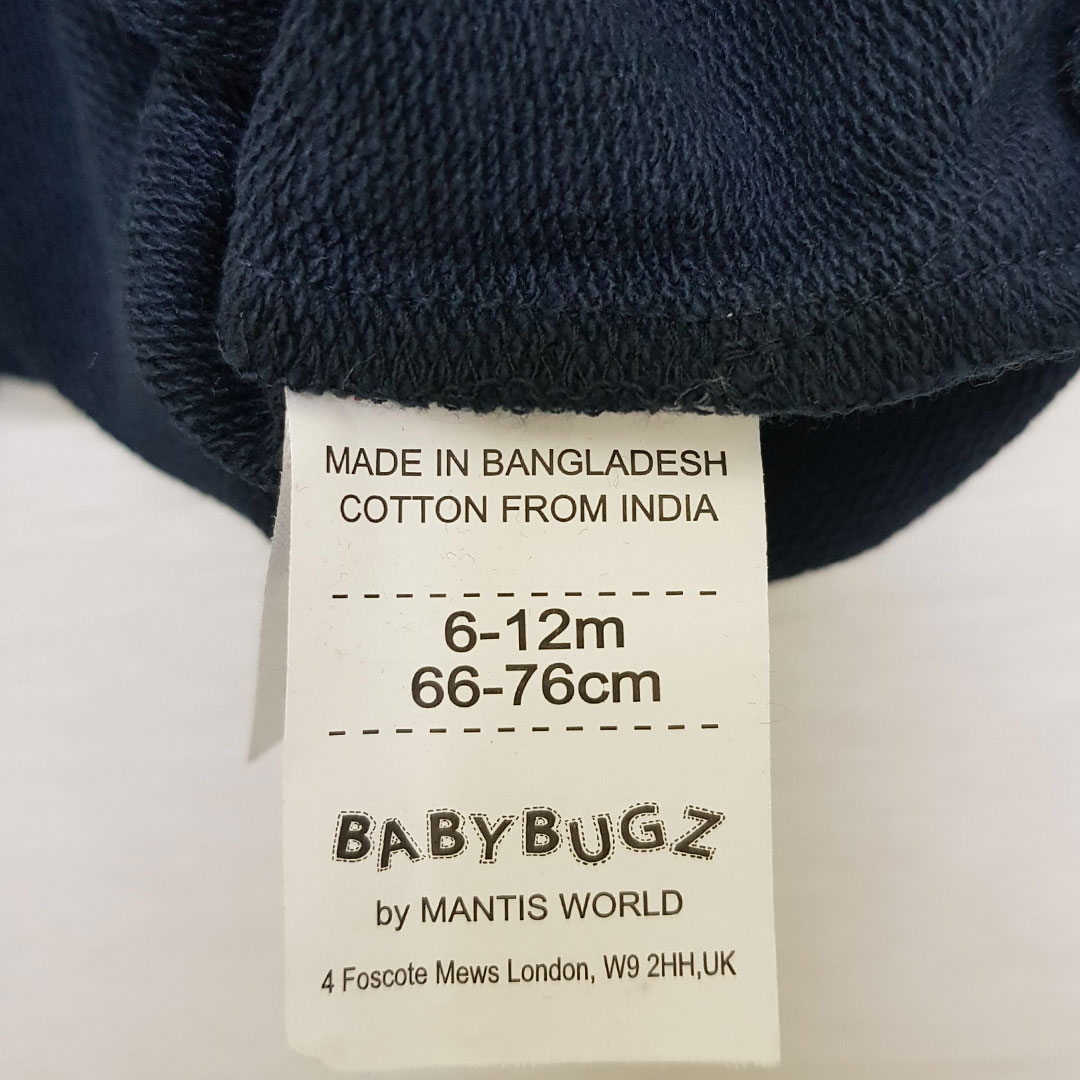 MADE IN BANGLADESH
COTTON FROM INDIA
6-12m
66-76cm
BABYBUGZ
by MANTIS WORLD
4 Foscote Mews London, W9 2HH,UK